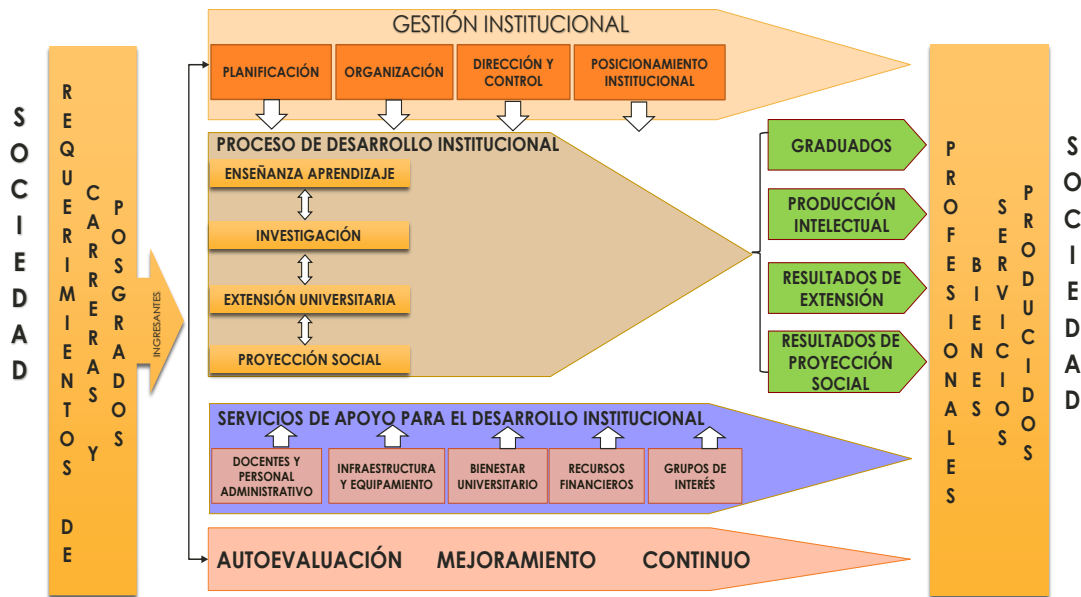 SOCIEDAD
REQUERIMIENTOS DE
CARRERAS Y
POSGRADOS
INGRESANTES
GESTIÓN INSTITUCIONAL
PLANIFICACIÓN
ORGANIZACIÓN
DIRECCIÓN Y
CONTROL
POSICIONAMIENTO
INSTITUCIONAL
PROCESO DE DESARROLLO INSTITUCIONAL
ENSEÑANZA APRENDIZAJE
INVESTIGACIÓN
EXTENSIÓN UNIVERSITARIA
PROYECCIÓN SOCIAL
GRADUADOS
PRODUCCIÓN
INTELECTUAL
RESULTADOS DE
EXTENSIÓN
RESULTADOS DE
PROYECCIÓN
SOCIAL
SERVICIOS DE APOYO PARA EL DESARROLLO INSTITUCIONAL
DOCENTES Y
PERSONAL
ADMINISTRATIVO
INFRAESTRUCTURA
Y EQUIPAMIENTO
BIENESTAR
UNIVERSITARIO
RECURSOS
FINANCIEROS
GRUPOS DE
INTERÉS
AUTOEVALUACIÓN MEJORAMIENTO CONTINUO
PROFESIONALES
BIENES
SERVICIOS
PRODUCIDOS
SOCIEDAD